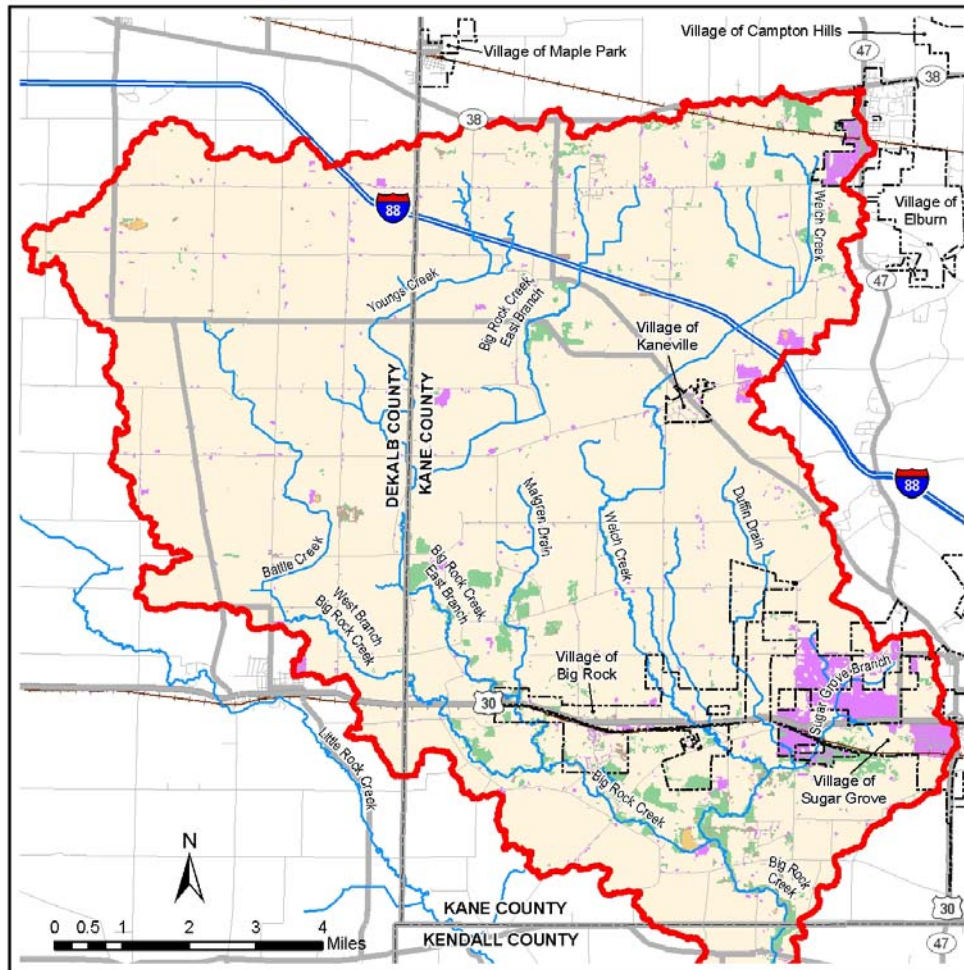 Village of Maple Park
Village of Campton Hills
47
38
38
88
Village of
Elburn
Welch Creek
47
Youngs Creek
Big Rock Creek
East Branch
Village of
Kaneville
DEKALB COUNTY
KANE COUNTY
88
Malgren Drain
Welch Creek
Duffin Drain
Battle Creek
Big Rock Creek
East Branch
West Branch
Big Rock Creek
Village of
Big Rock
Sugar Grove Branch
30
Little Rock Creek
Big Rock Creek
Village of
Sugar Grove
Big Rock
Creek
N
0 0.5 1 2 3 4
Miles
KANE COUNTY
KENDALL COUNTY
30
47